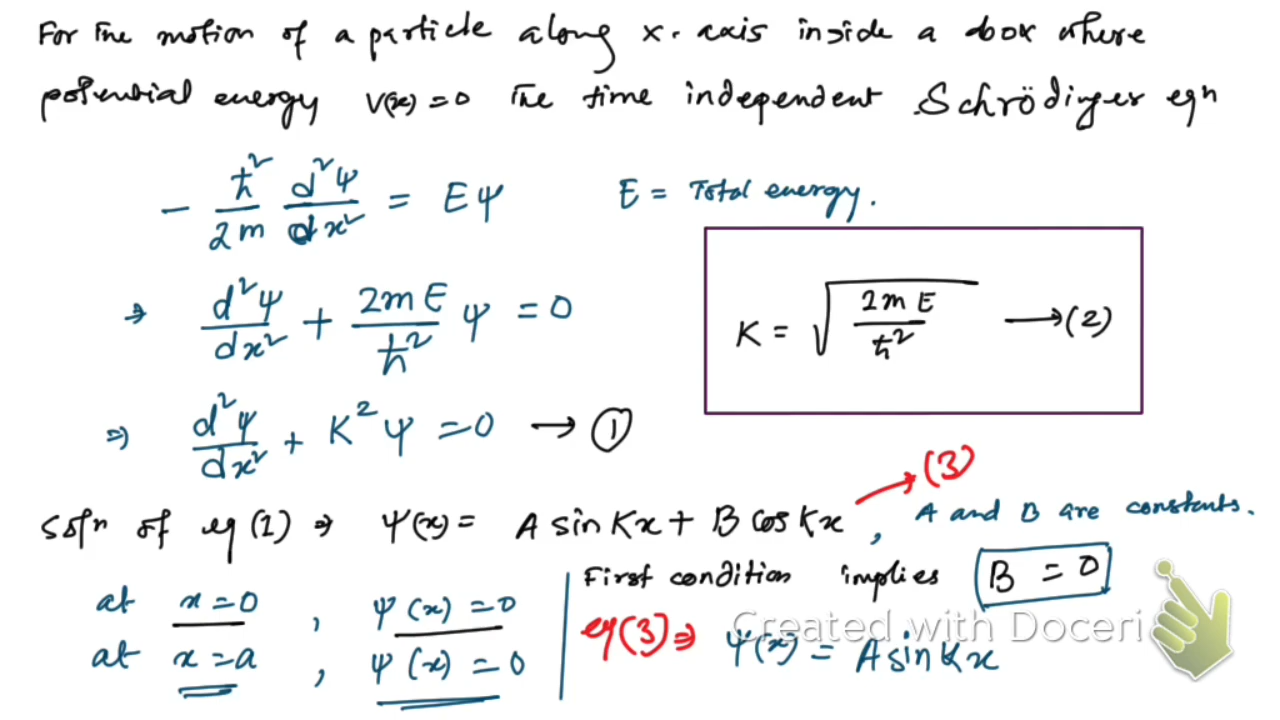 For the motion of a particle along x-axis inside a box where
potential energy V(x) = 0 The time independent Schrödinger eqn
- ℏ²/2m d²Ψ/dx² = EΨ    E = Total energy.
⇒ d²Ψ/dx² + 2mE/ℏ² Ψ = 0    K = √(2mE/ℏ²) → (2)
⇒ d²Ψ/dx² + K²Ψ = 0 → ①
→ (3)
Solⁿ of eq (1) ⇒ Ψ(x) = A sin Kx + B cos Kx , A and B are constants.
First condition implies B = 0
at x = 0 , Ψ(x) = 0
eq (3) ⇒ Ψ(x) = A sin Kx
at x = a , Ψ(x) = 0
Created with Doceri